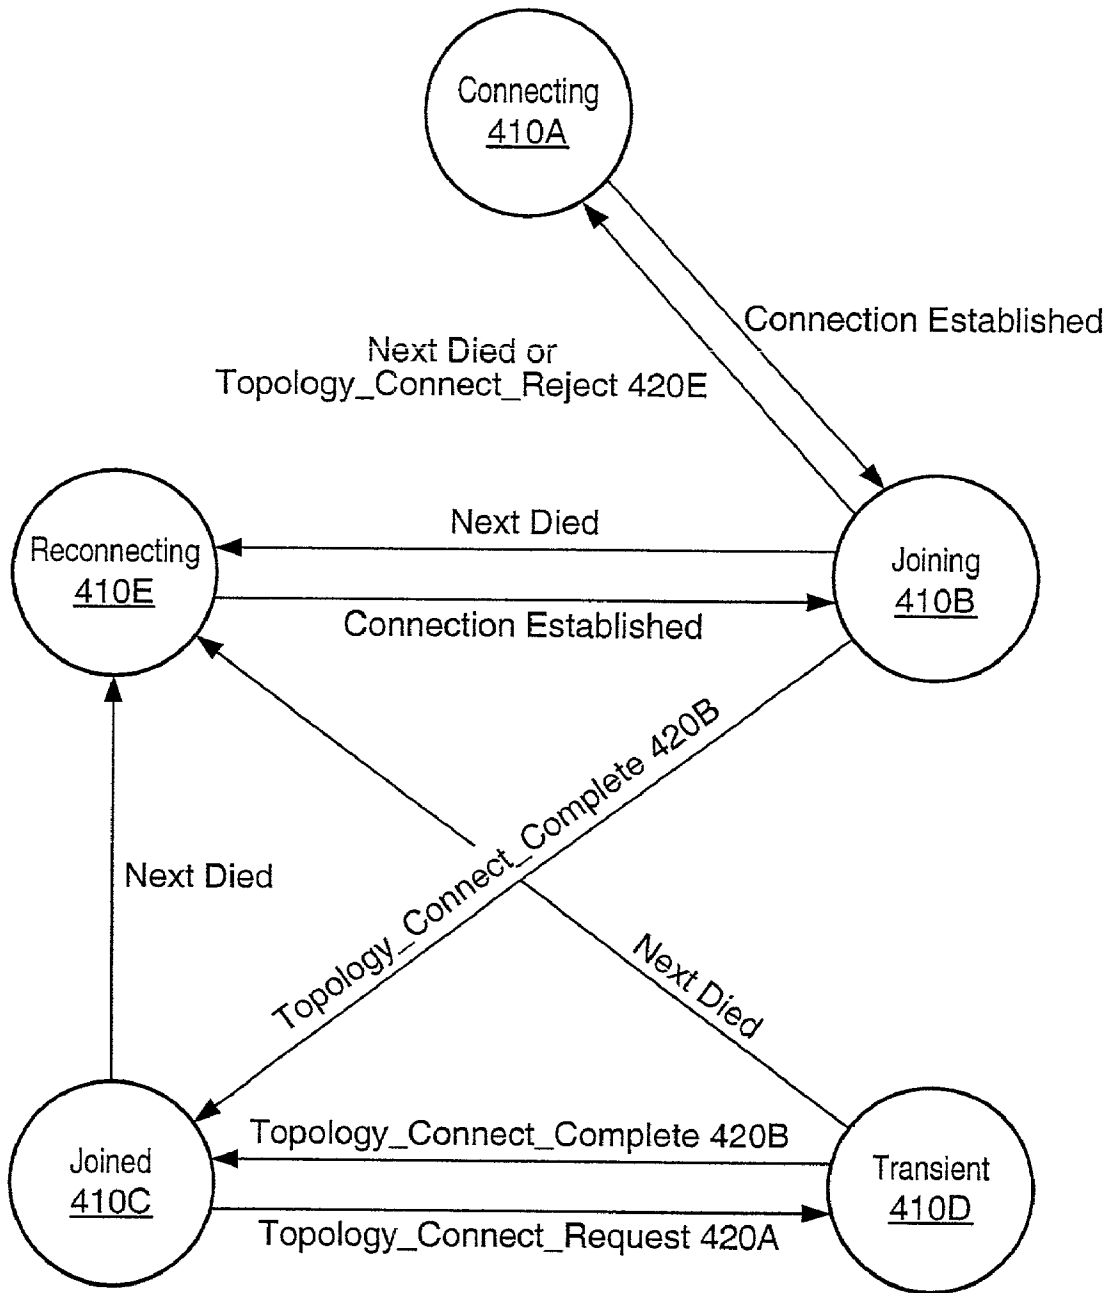 Connecting
410A
Connection Established
Next Died or
Topology_Connect_Reject 420E
Next Died
Reconnecting
410E
Joining
410B
Connection Established
Topology_Connect_Complete 420B
Next Died
Next Died
Topology_Connect_Complete 420B
Joined
410C
Transient
410D
Topology_Connect_Request 420A